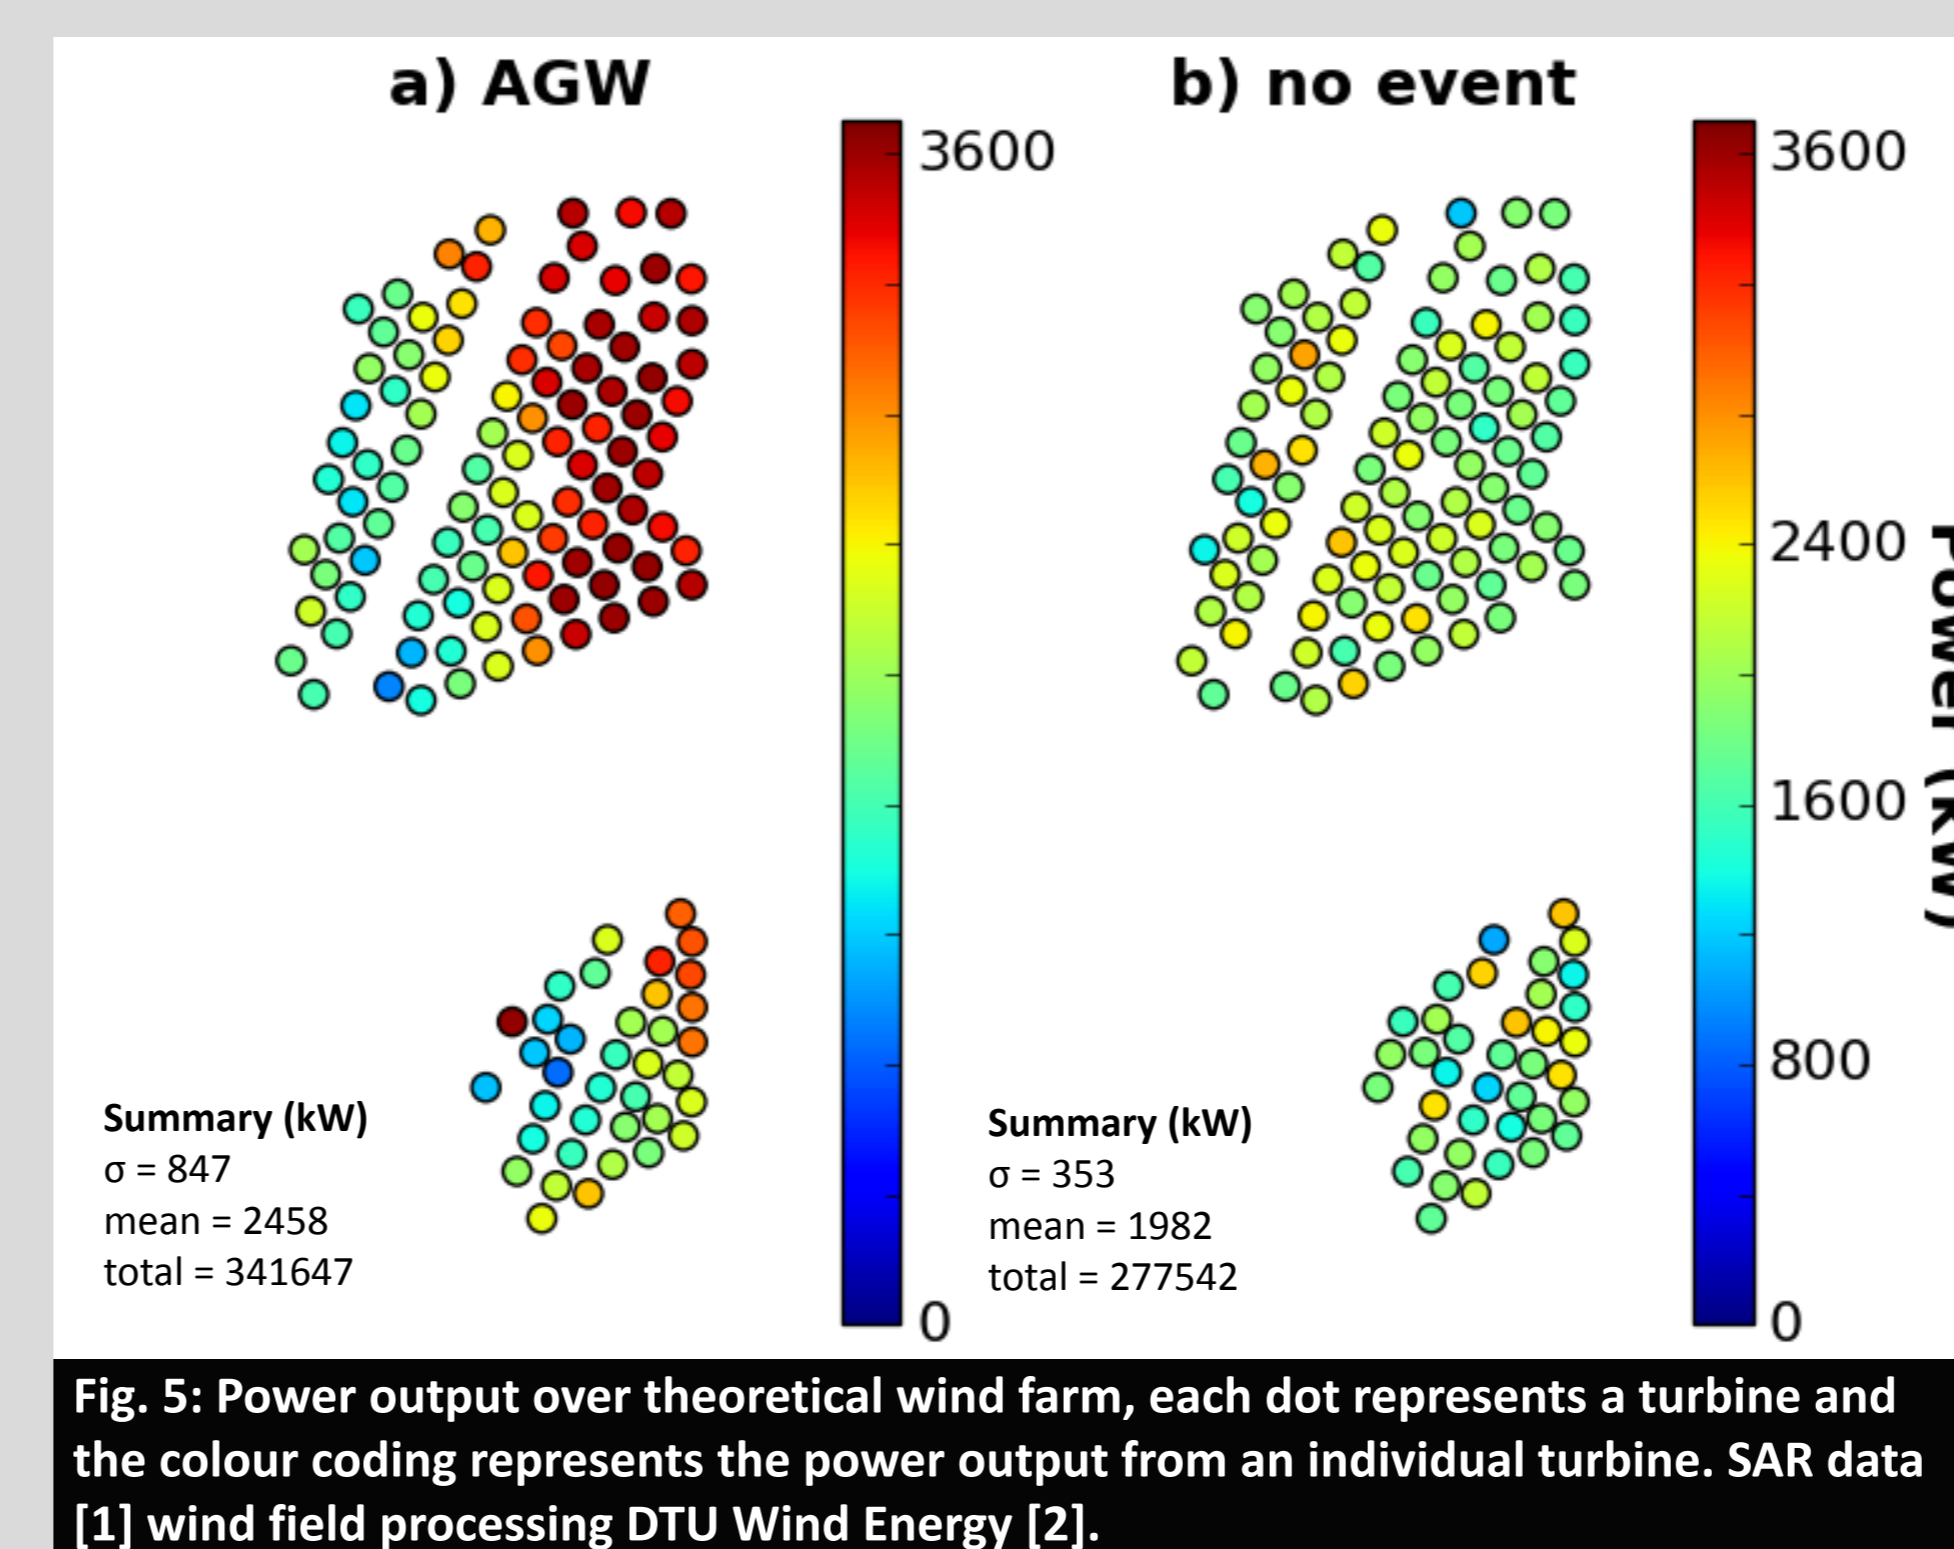 a) AGW
b) no event
3600
3600
2400
1600
800
0
0
Power (kW)
Summary (kW)
σ = 847
mean = 2458
total = 341647
Summary (kW)
σ = 353
mean = 1982
total = 277542
Fig. 5: Power output over theoretical wind farm, each dot represents a turbine and
the colour coding represents the power output from an individual turbine. SAR data
[1] wind field processing DTU Wind Energy [2].